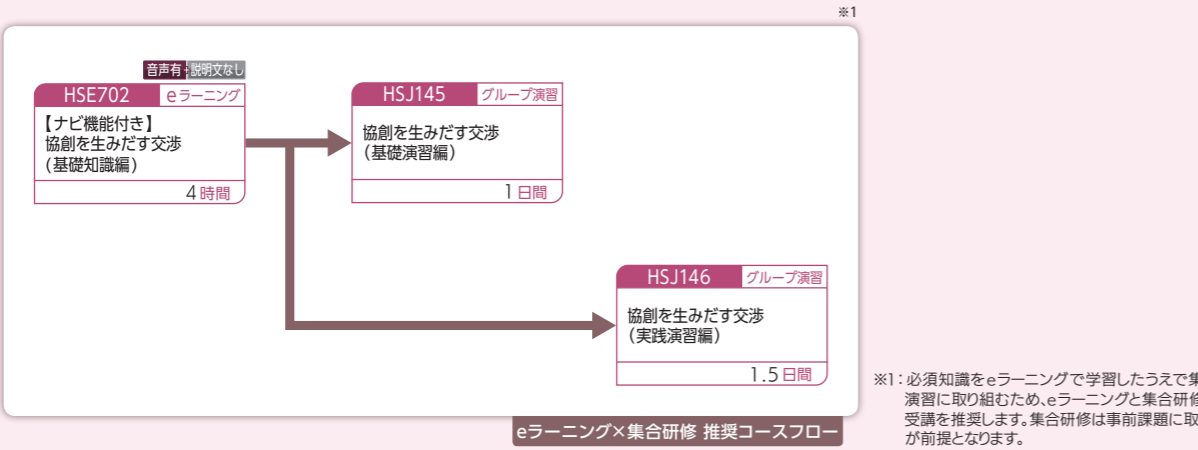 ※1
音声有+説明文なし
HSE702 eラーニング
【ナビ機能付き】
協創を生みだす交渉
(基礎知識編)
4時間
HSJ145 グループ演習
協創を生みだす交渉
(基礎演習編)
1日間
HSJ146 グループ演習
協創を生みだす交渉
(実践演習編)
1.5日間
eラーニング×集合研修 推奨コースフロー
※1:必須知識をeラーニングで学習したうえで集
演習に取り組むため、eラーニングと集合研修
受講を推奨します。集合研修は事前課題に取
が前提となります。